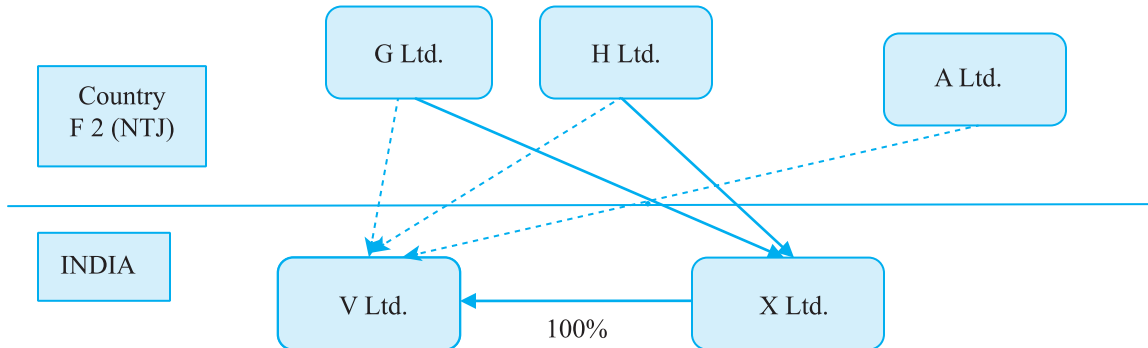 G Ltd.
H Ltd.
A Ltd.
Country
F 2 (NTJ)
INDIA
V Ltd.
X Ltd.
100%